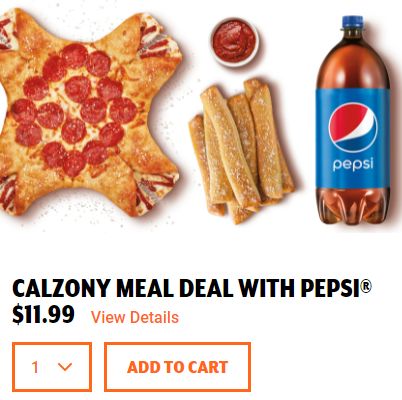 pepsi
CALZONY MEAL DEAL WITH PEPSI®
$11.99 View Details
1 ADD TO CART